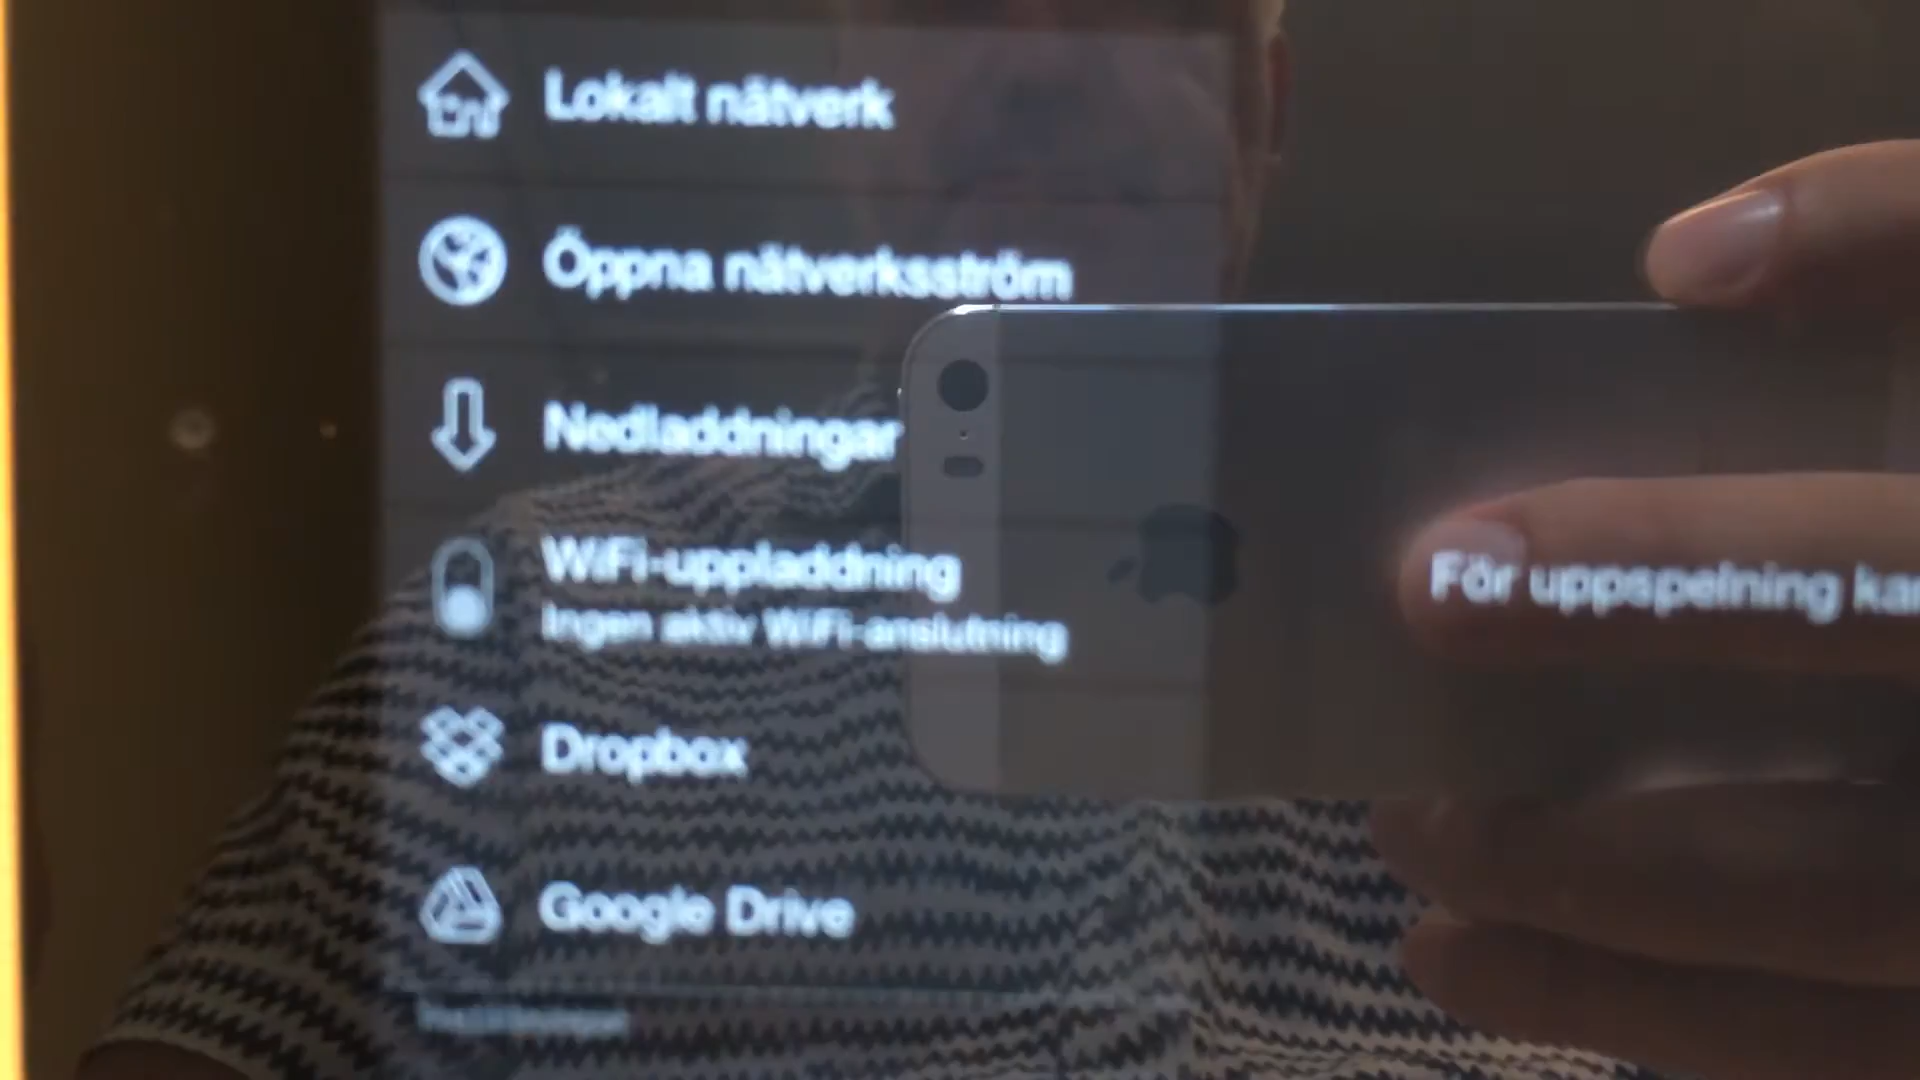 Lokalt nätverk
Öppna nätverksström
Nedladdningar
WiFi-uppladdning
Ingen aktiv WiFi-anslutning
För uppspelning
Dropbox
Google Drive